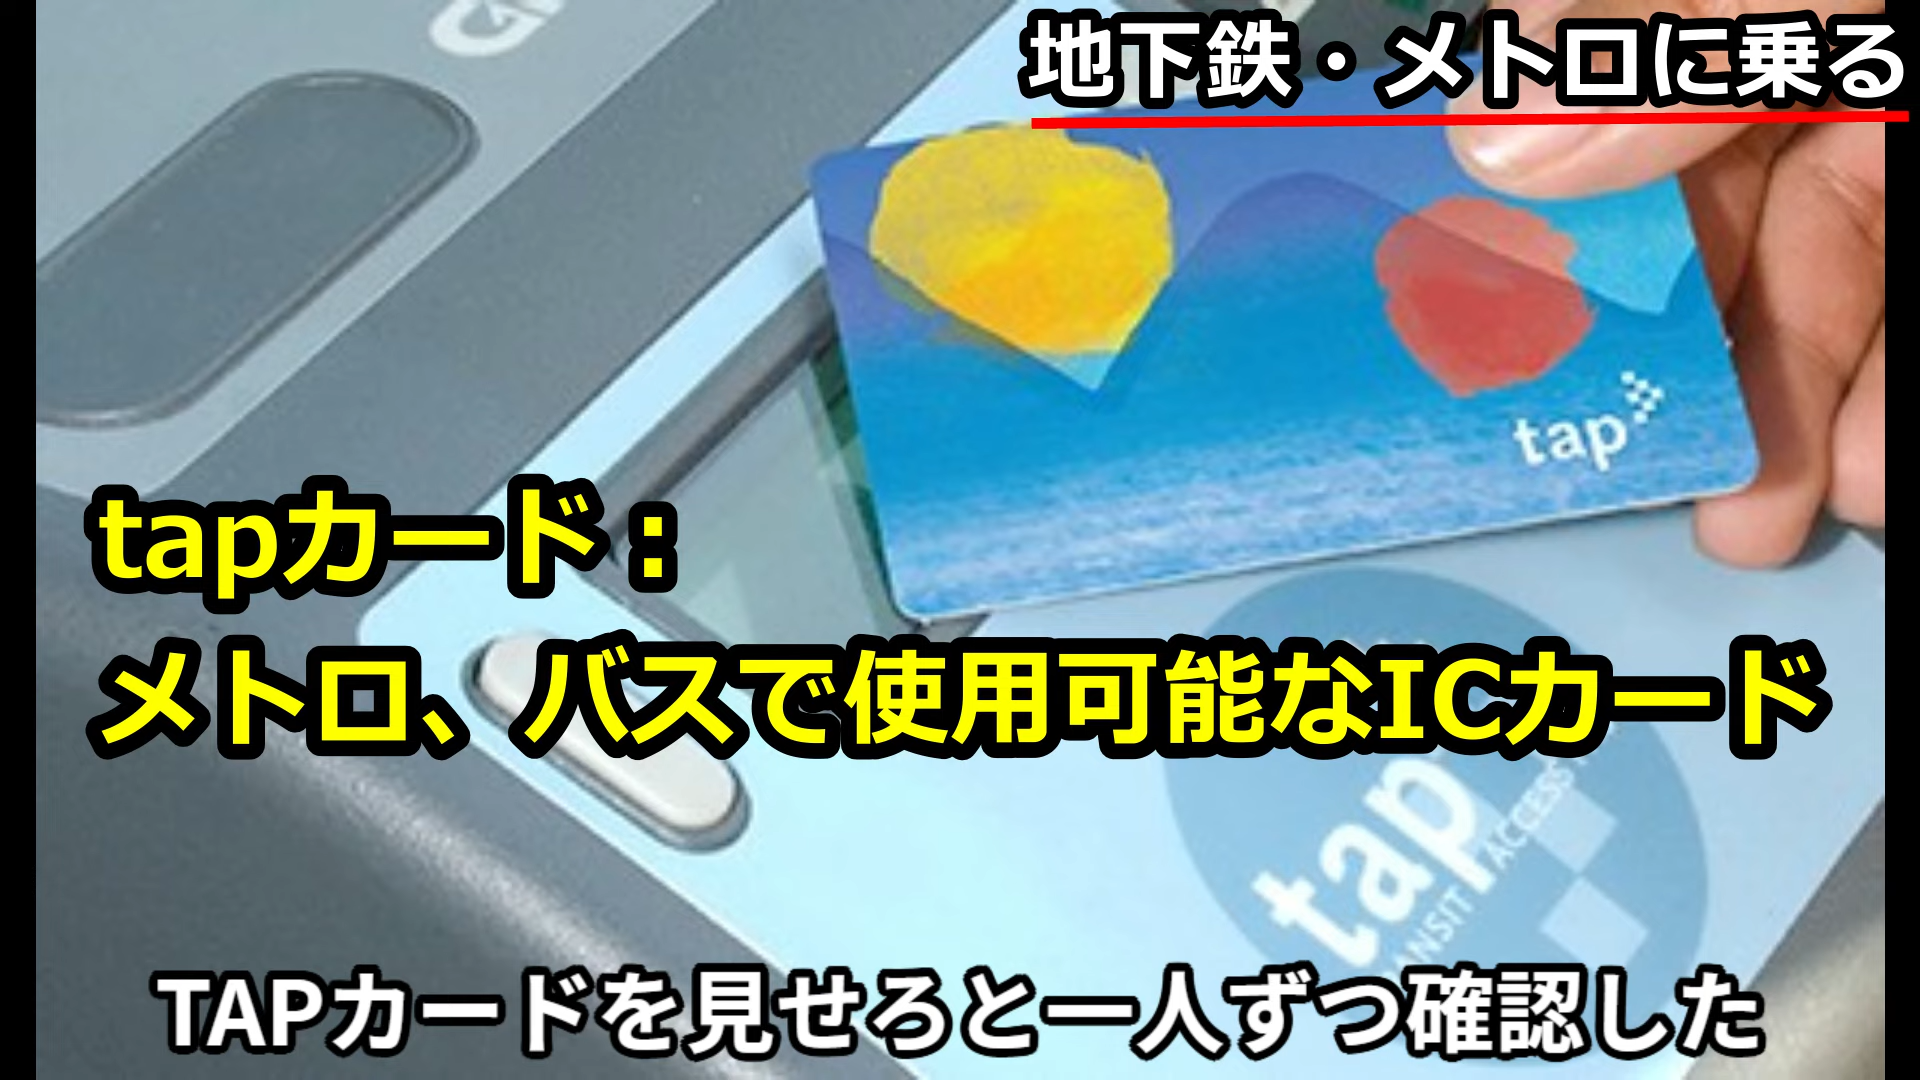 地下鉄・メトロに乗る
tap
tapカード：
メトロ、バスで使用可能なICカード
tap
TRANSIT ACCESS
TAPカードを見せろと一人ずつ確認した